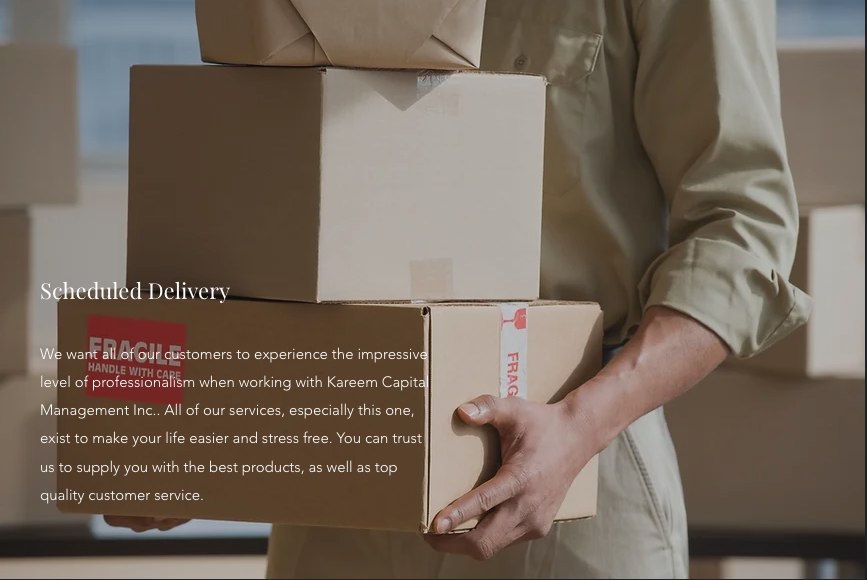 Scheduled Delivery
FRAGILE
HANDLE WITH CARE
FRAG
We want all of our customers to experience the impressive
level of professionalism when working with Kareem Capital
Management Inc.. All of our services, especially this one,
exist to make your life easier and stress free. You can trust
us to supply you with the best products, as well as top
quality customer service.